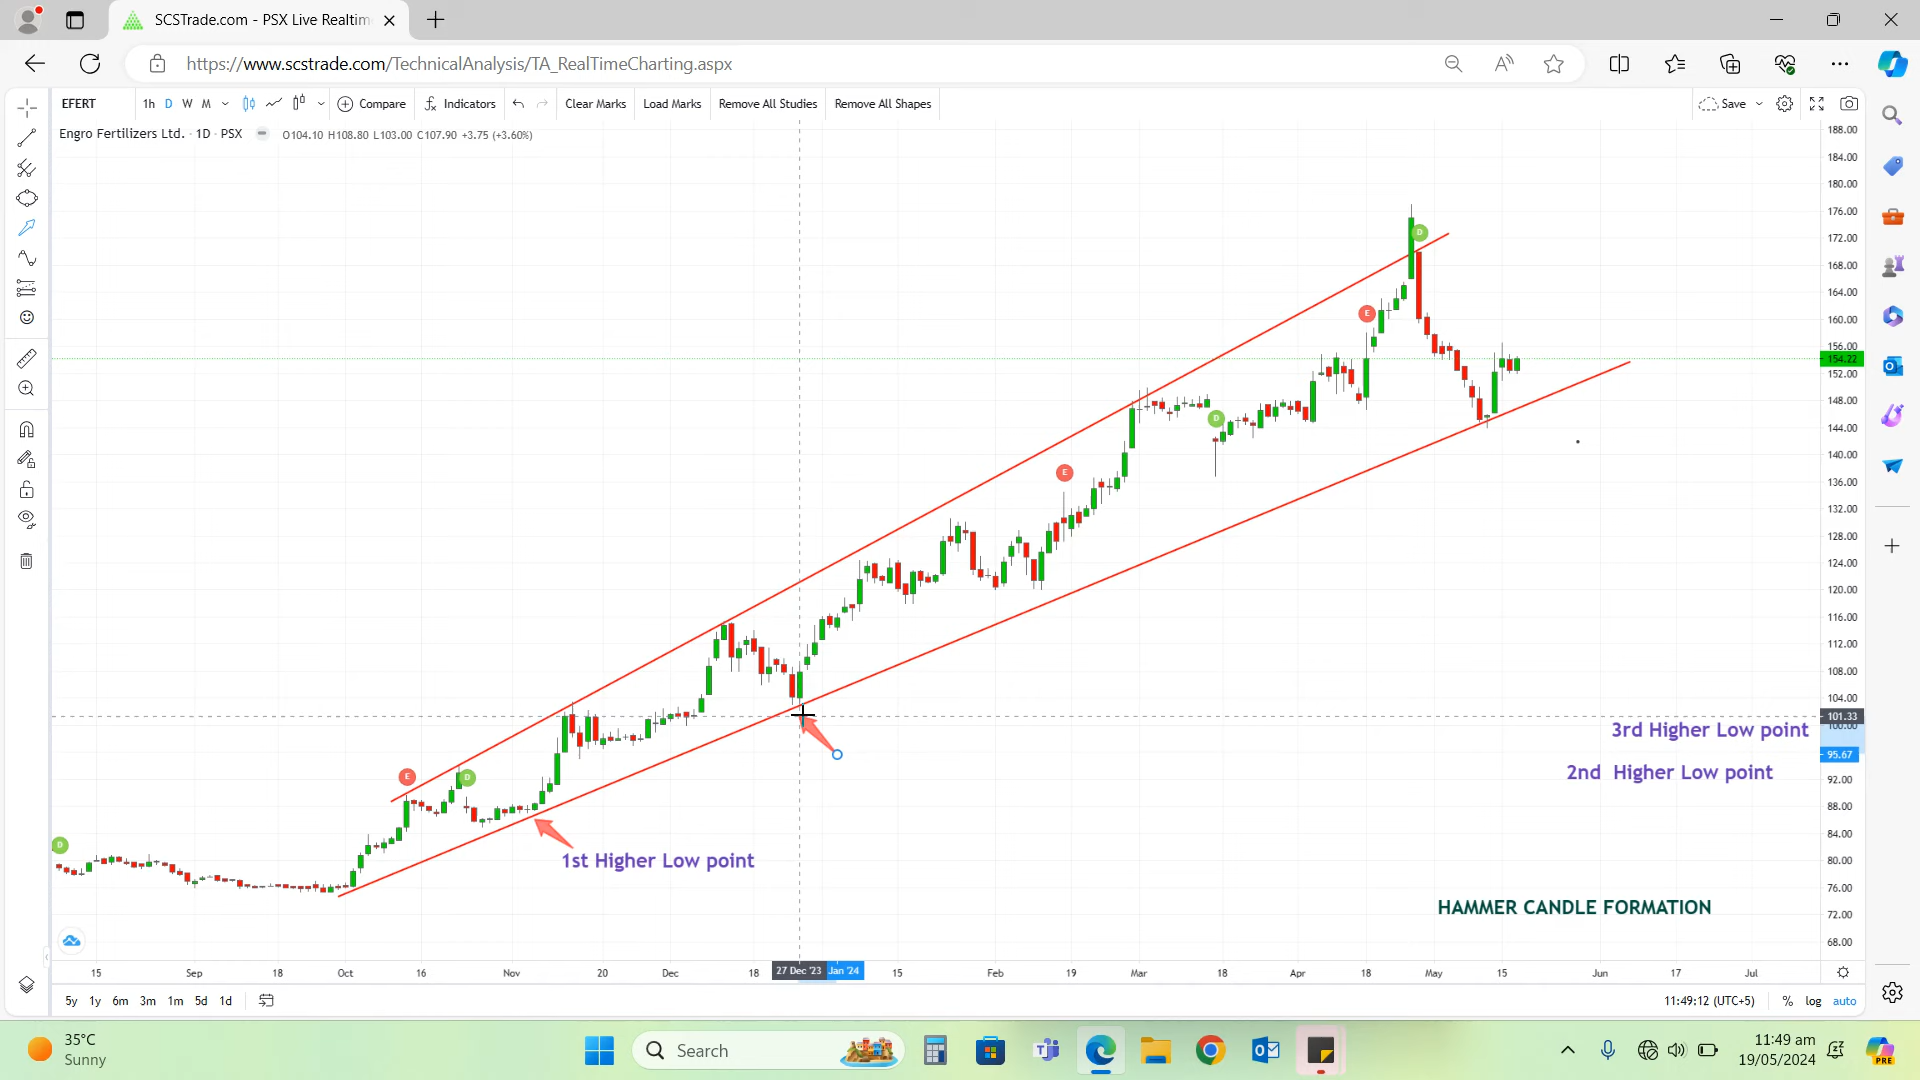 SCSTrade.com - PSX Live Realtim
https://www.scstrade.com/TechnicalAnalysis/TA_RealTimeCharting.aspx
EFERT 1h D W M Compare Indicators Clear Marks Load Marks Remove All Studies Remove All Shapes Save
Engro Fertilizers Ltd. · 1D · PSX O104.10 H108.80 L103.00 C107.90 +3.75 (+3.60%)
188.00
184.00
180.00
176.00
172.00
168.00
164.00
160.00
156.00
154.22
152.00
148.00
144.00
140.00
136.00
132.00
128.00
124.00
120.00
116.00
112.00
108.00
104.00
101.33
100.00
95.67
92.00
88.00
84.00
80.00
76.00
72.00
68.00
D
E
D
E
D
E
D
3rd Higher Low point
2nd Higher Low point
1st Higher Low point
HAMMER CANDLE FORMATION
15 Sep 18 Oct 16 Nov 20 Dec 18 27 Dec '23 Jan '24 15 Feb 19 Mar 18 Apr 18 May 15 Jun 17 Jul
5y 1y 6m 3m 1m 5d 1d 11:49:12 (UTC+5) % log auto
35°C
Sunny
Search
11:49 am
19/05/2024
PRE